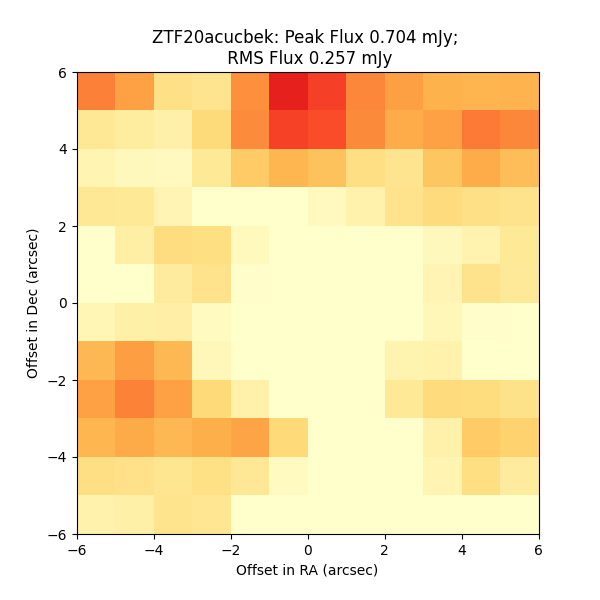 ZTF20acucbek: Peak Flux 0.704 mJy;
RMS Flux 0.257 mJy
6
4
2
0
−2
−4
−6
Offset in Dec (arcsec)
−6 −4 −2 0 2 4 6
Offset in RA (arcsec)